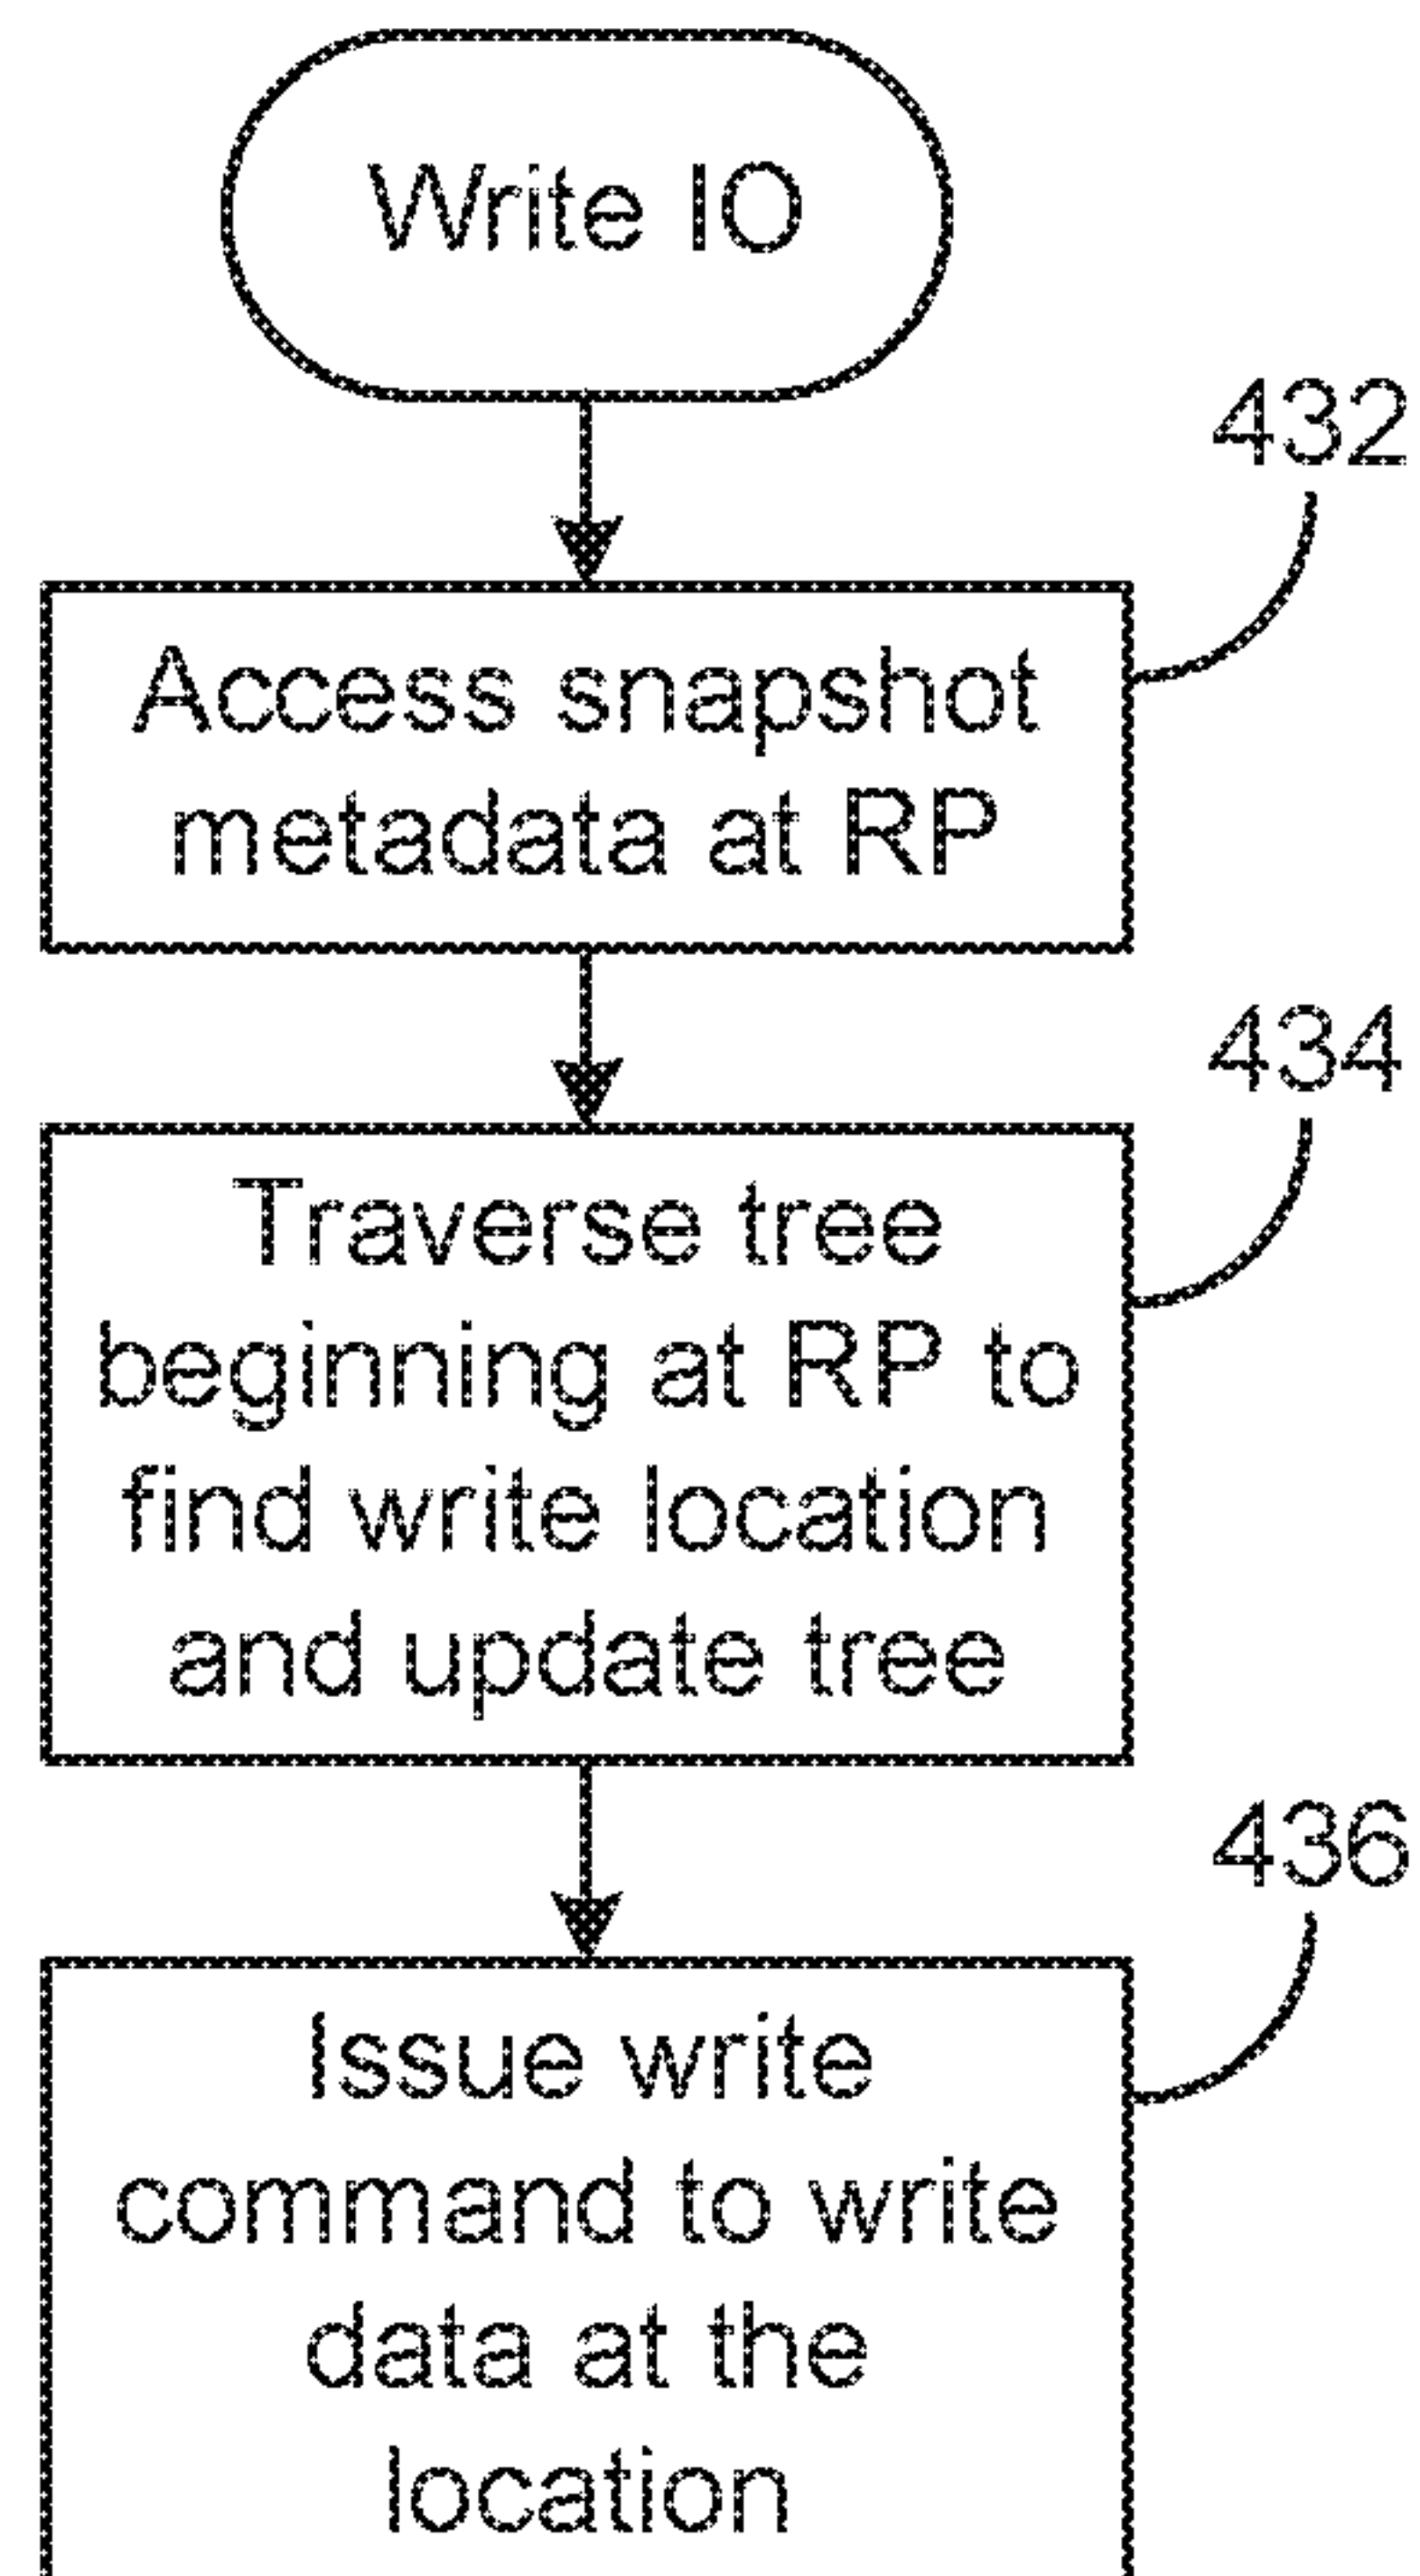 Write IO
432
Access snapshot
metadata at RP
434
Traverse tree
beginning at RP to
find write location
and update tree
436
Issue write
command to write
data at the
location